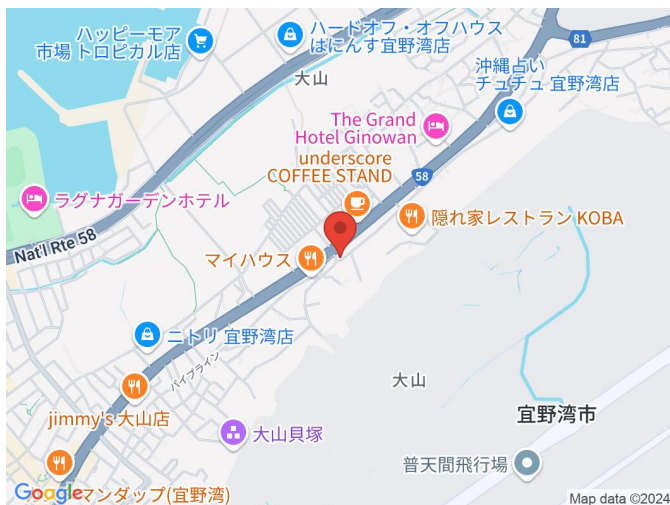 ハッピーモア
市場 トロピカル店
ハードオフ・オフハウス
はにんす宜野湾店
大山
81
沖縄占い
チュチュ 宜野湾店
The Grand
Hotel Ginowan
underscore
COFFEE STAND
58
ラグナガーデンホテル
隠れ家レストラン KOBA
Nat'l Rte 58
マイハウス
ニトリ 宜野湾店
パイプライン
大山
jimmy's 大山店
宜野湾市
大山貝塚
普天間飛行場
Google
マンダップ(宜野湾)
Map data ©2024